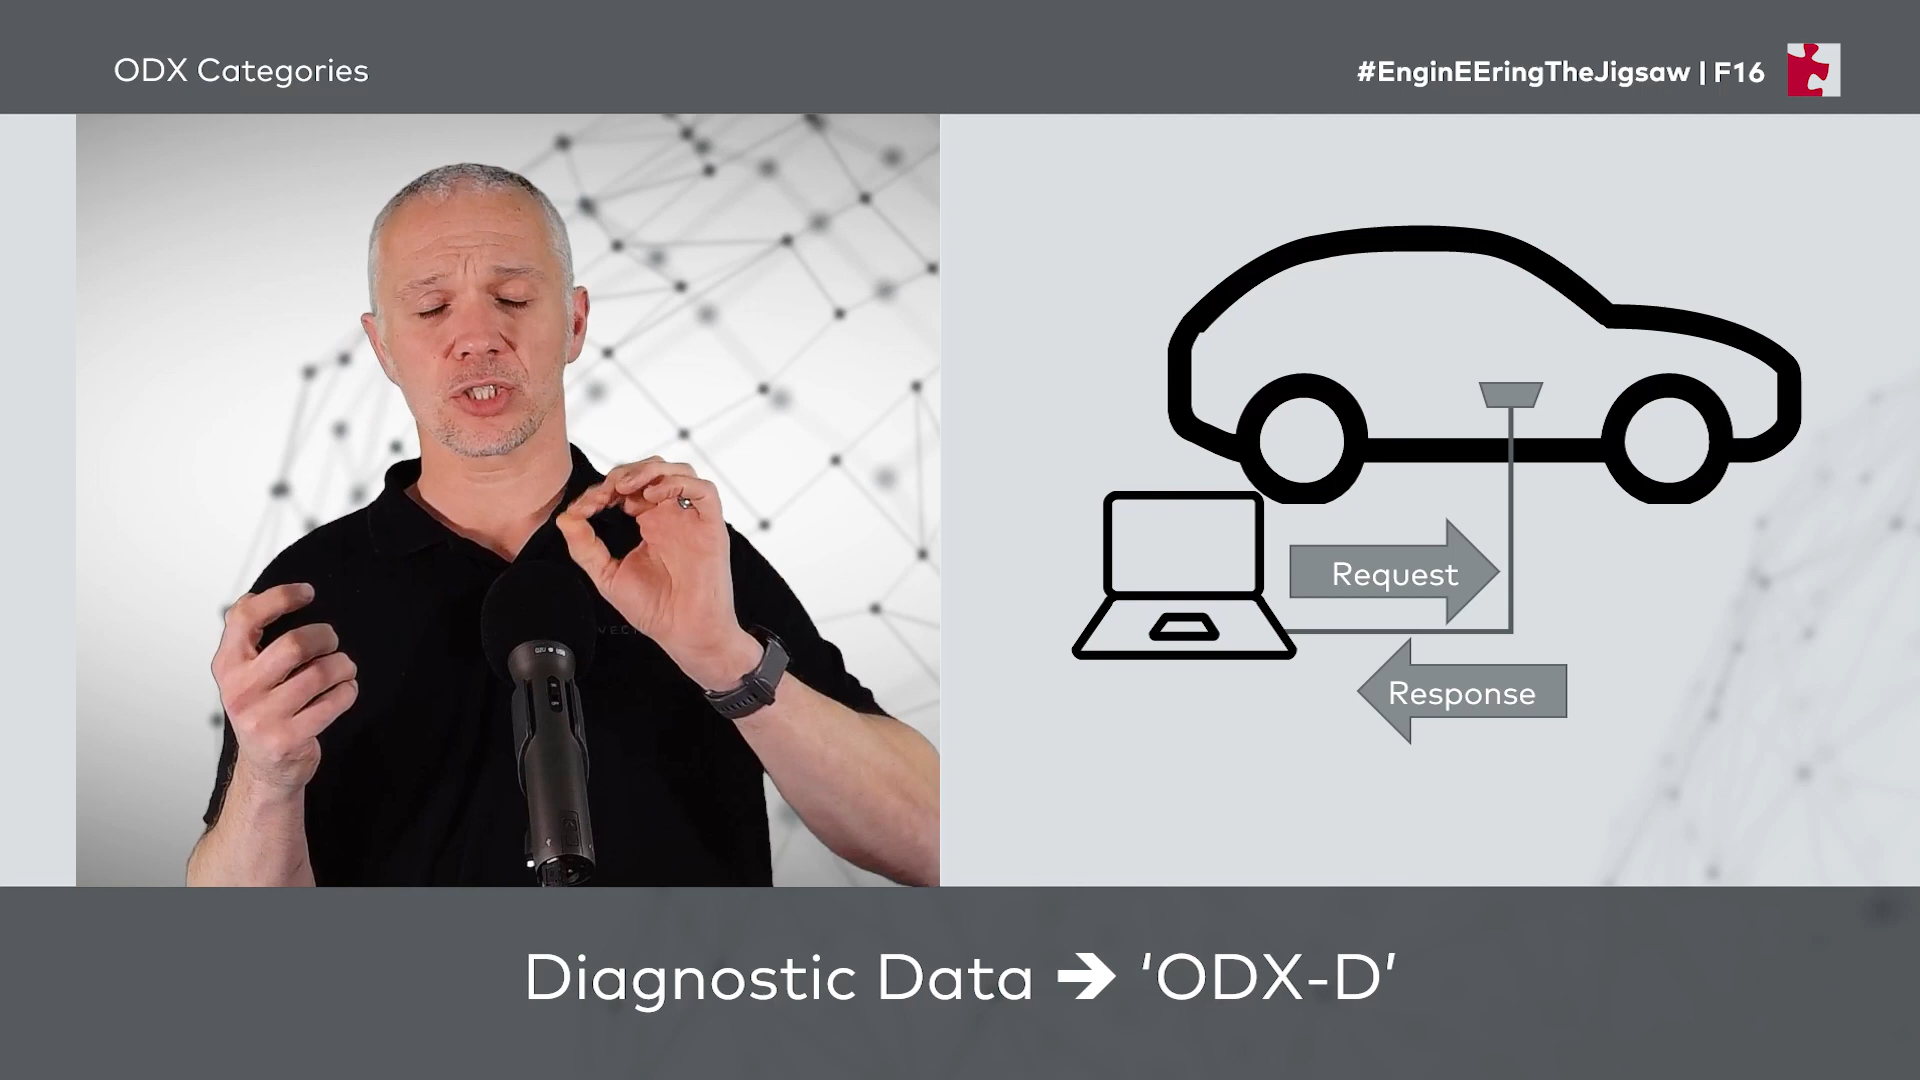 ODX Categories
#EnginEEringTheJigsaw | F16
Request
Response
Diagnostic Data ➔ ‘ODX-D’